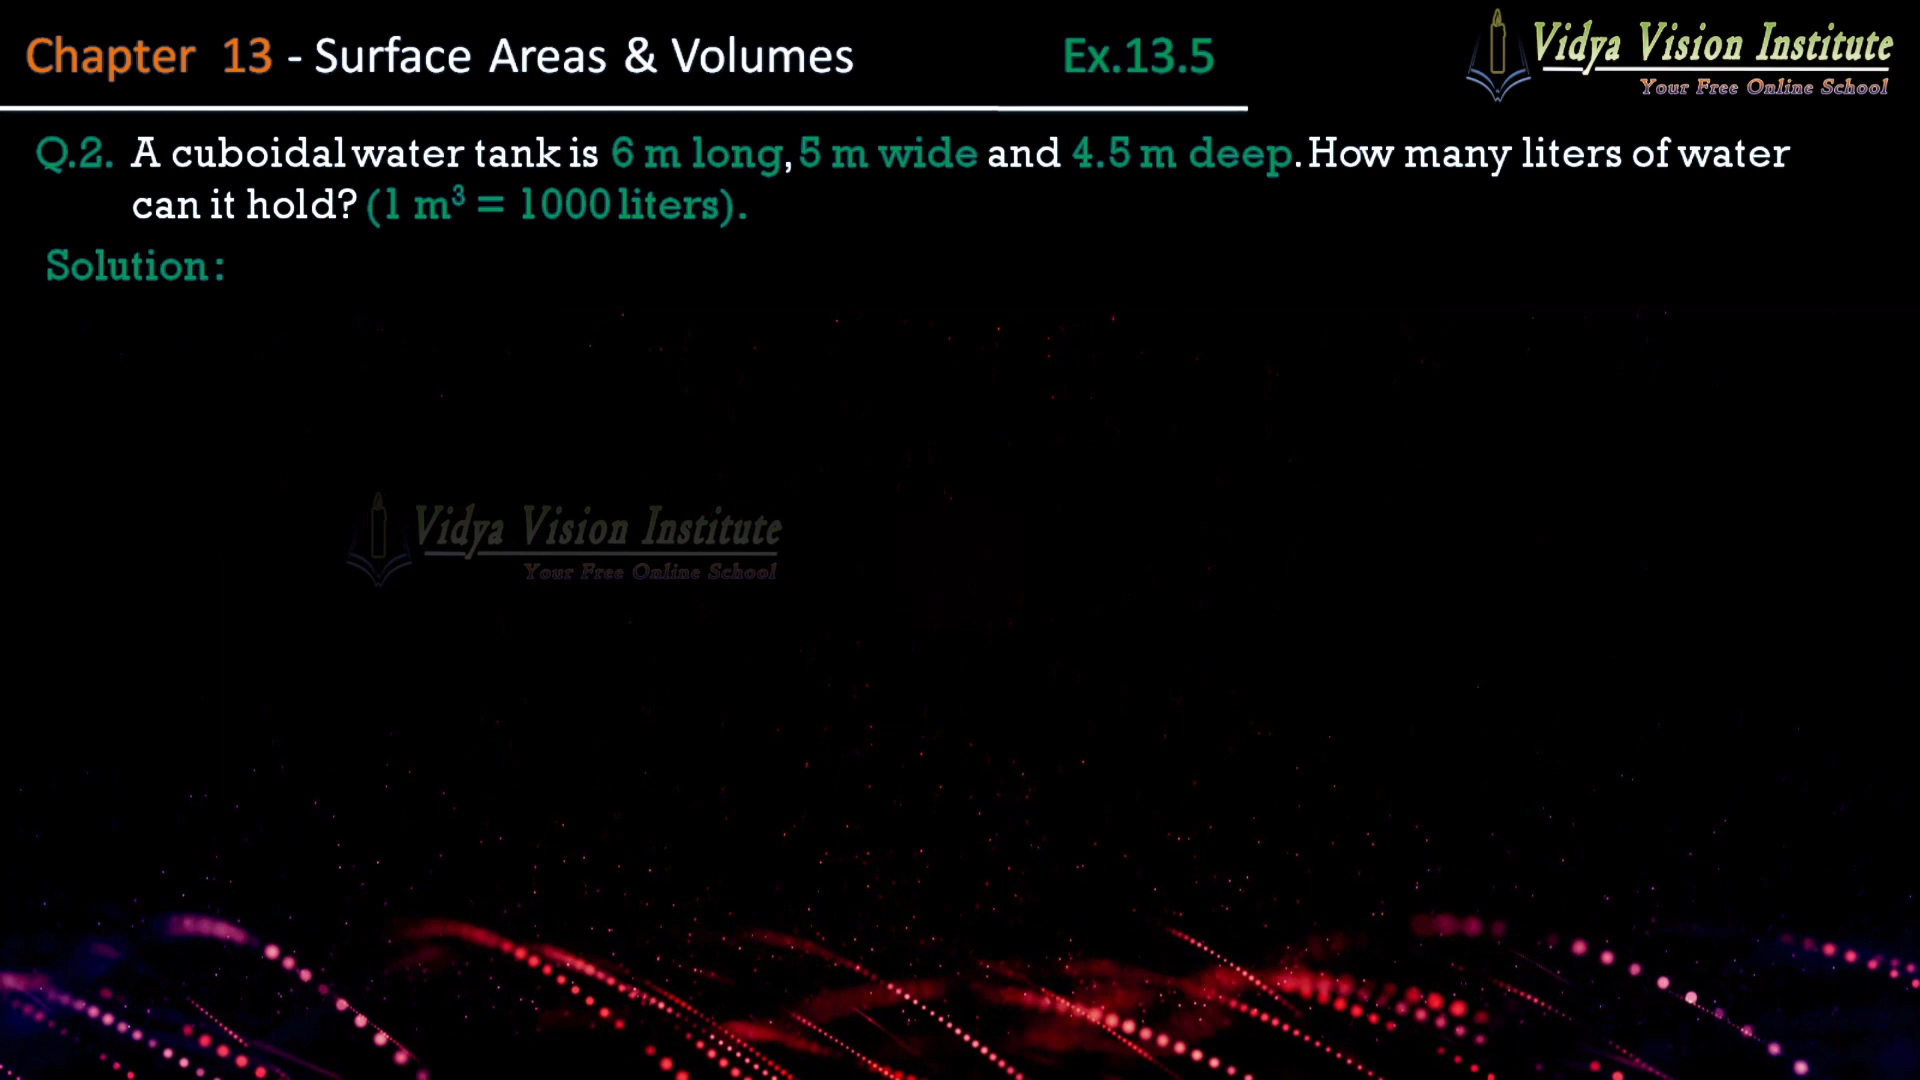 Chapter 13 - Surface Areas & Volumes Ex.13.5
Vidya Vision Institute
Your Free Online School
Q.2. A cuboidal water tank is 6 m long, 5 m wide and 4.5 m deep. How many liters of water
can it hold? (1 m³ = 1000 liters).
Solution:
Vidya Vision Institute
Your Free Online School